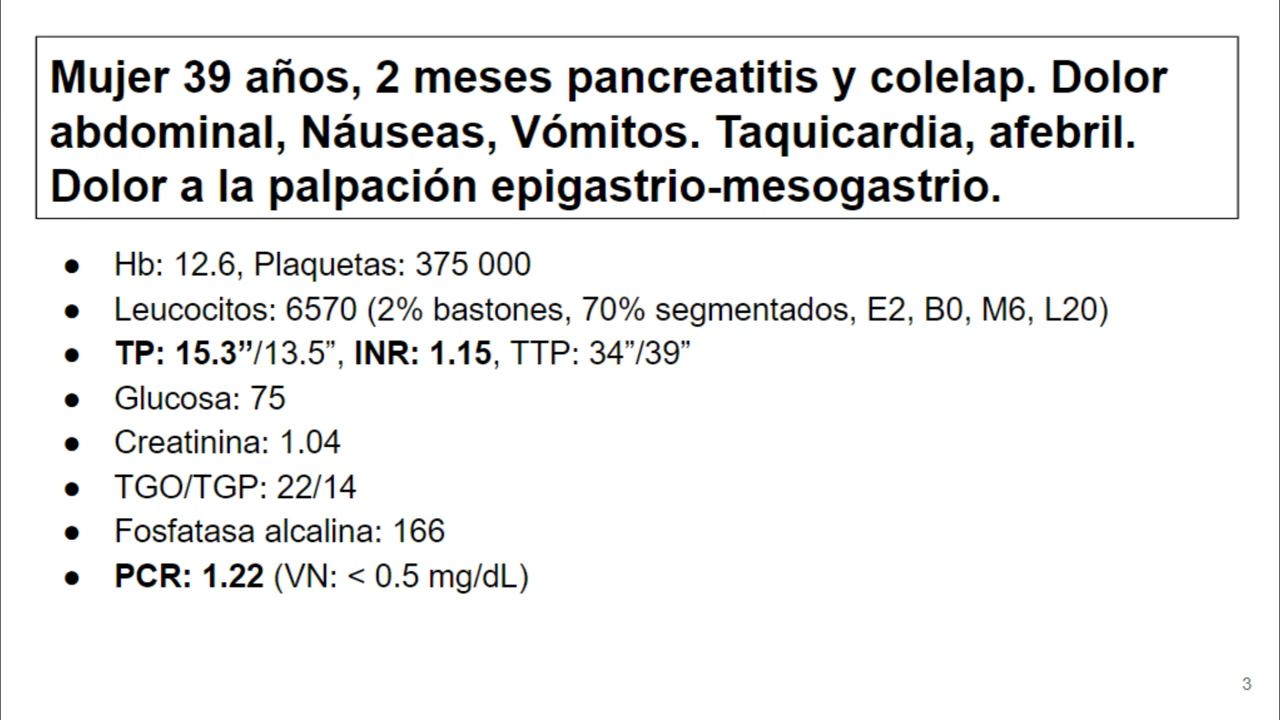 Mujer 39 años, 2 meses pancreatitis y colelap. Dolor
abdominal, Náuseas, Vómitos. Taquicardia, afebril.
Dolor a la palpación epigastrio-mesogastrio.
● Hb: 12.6, Plaquetas: 375 000
● Leucocitos: 6570 (2% bastones, 70% segmentados, E2, B0, M6, L20)
● TP: 15.3”/13.5”, INR: 1.15, TTP: 34”/39”
● Glucosa: 75
● Creatinina: 1.04
● TGO/TGP: 22/14
● Fosfatasa alcalina: 166
● PCR: 1.22 (VN: < 0.5 mg/dL)
3